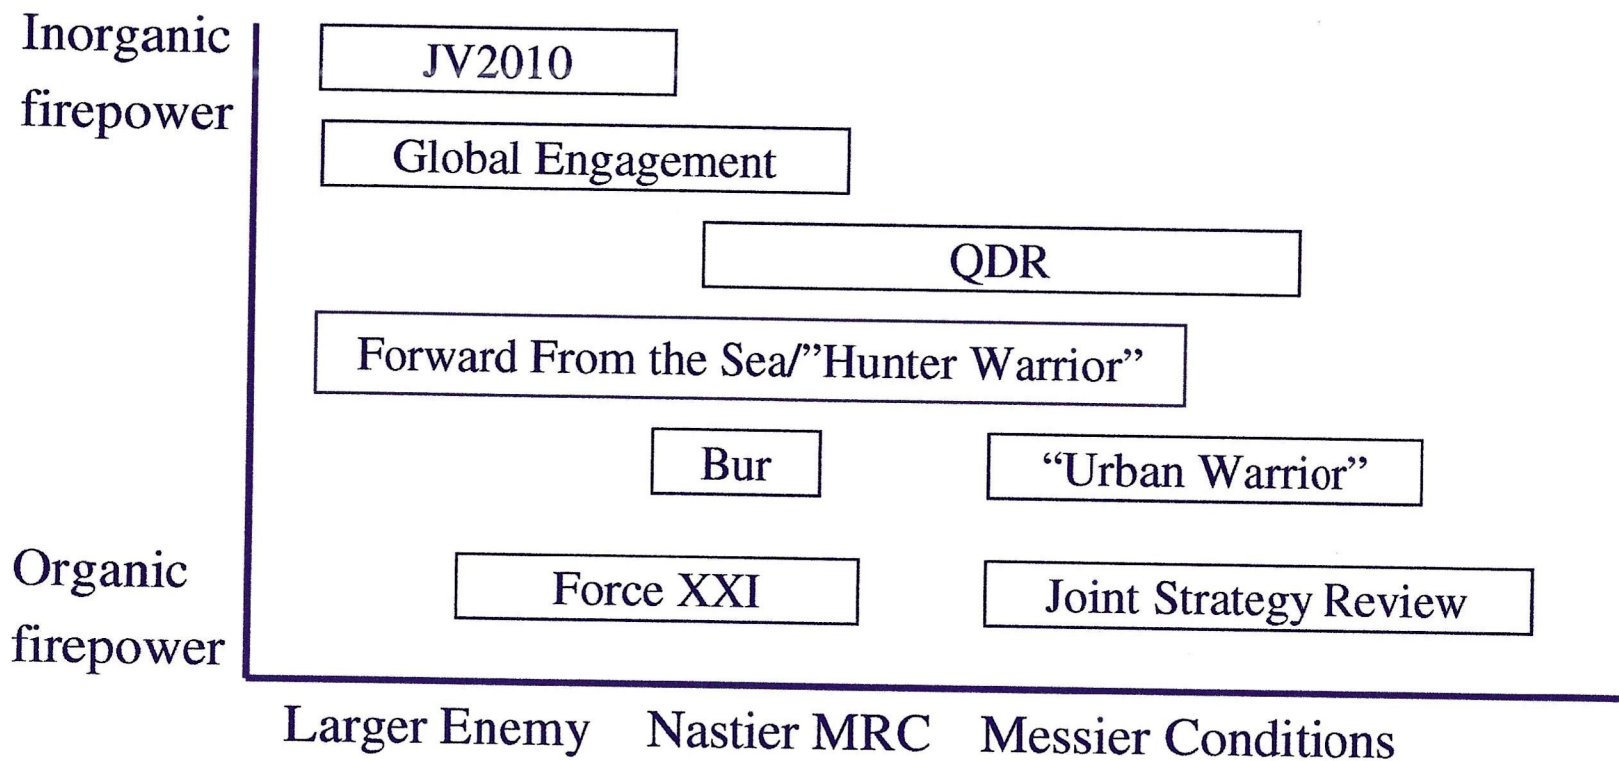 Inorganic
firepower
JV2010
Global Engagement
QDR
Forward From the Sea/”Hunter Warrior”
Bur
“Urban Warrior”
Organic
firepower
Force XXI
Joint Strategy Review
Larger Enemy
Nastier MRC
Messier Conditions